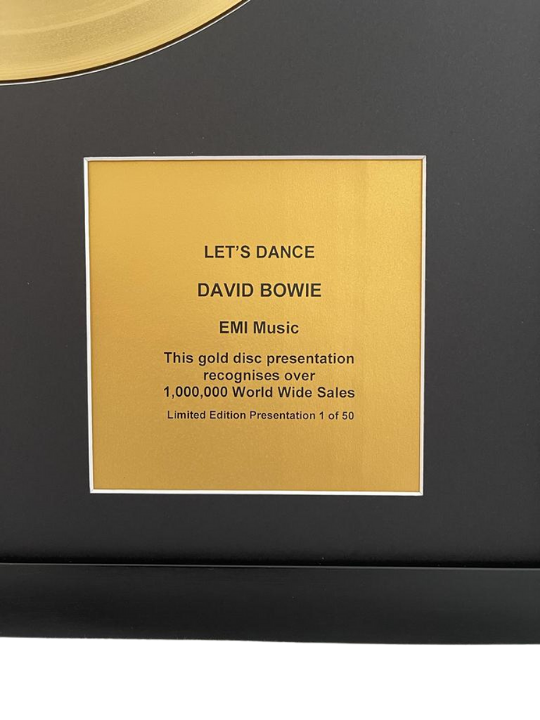 LET'S DANCE
DAVID BOWIE
EMI Music
This gold disc presentation
recognises over
1,000,000 World Wide Sales
Limited Edition Presentation 1 of 50